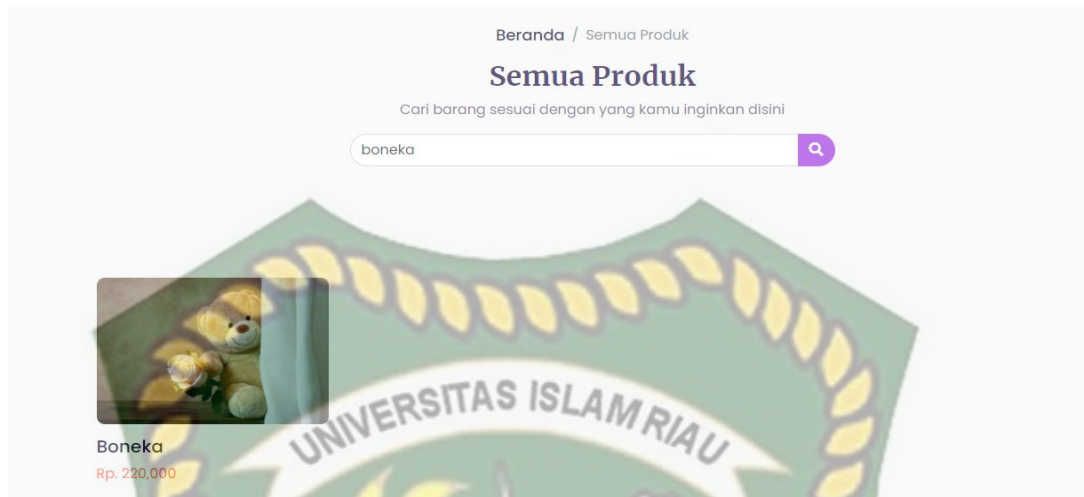 Beranda / Semua Produk
Semua Produk
Cari barang sesuai dengan yang kamu inginkan disini
boneka
UNIVERSITAS ISLAM RIAU
Boneka
Rp. 220,000